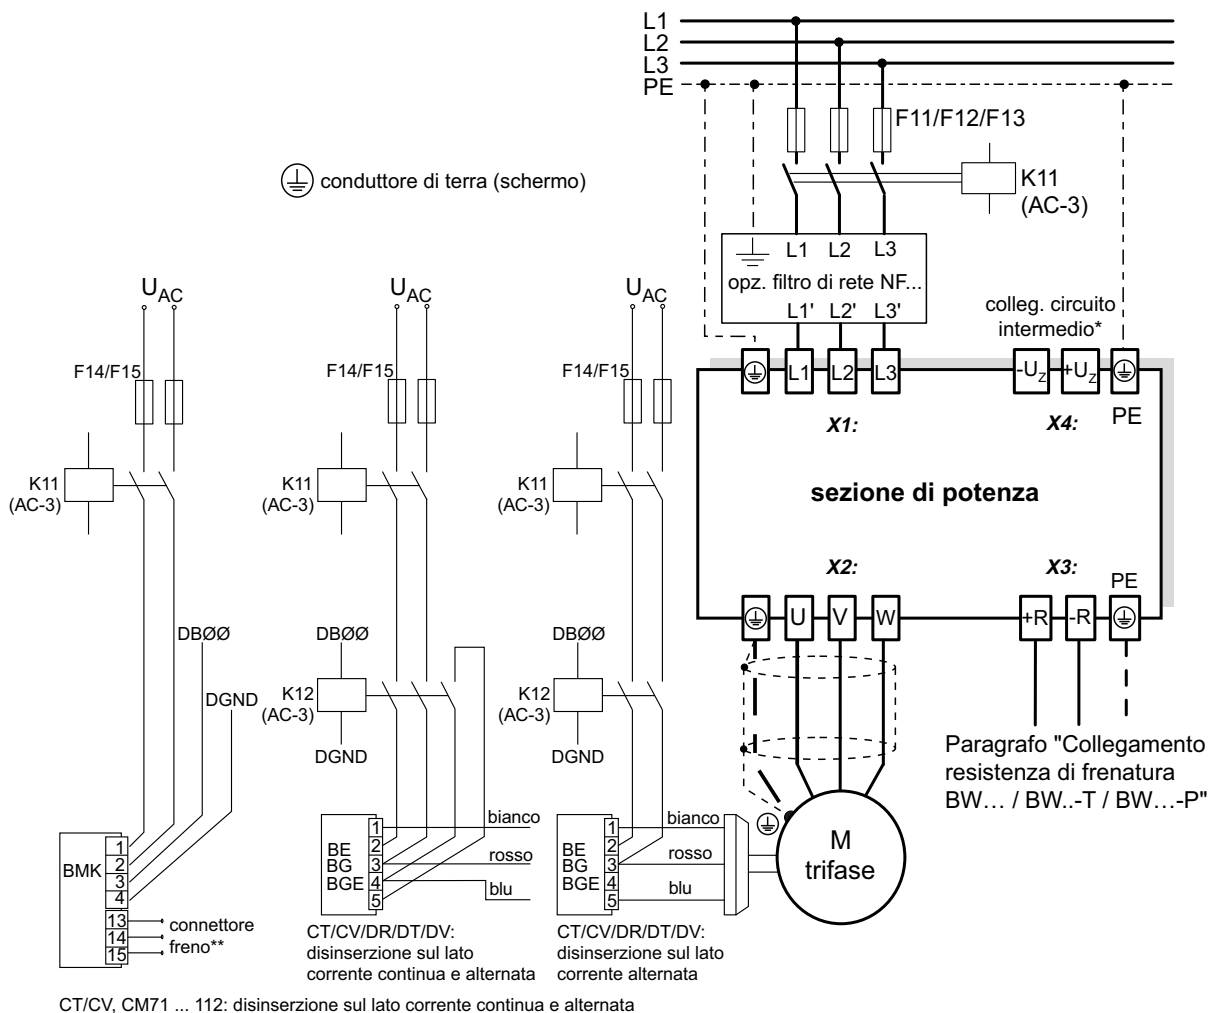 L1
L2
L3
PE
F11/F12/F13
K11
(AC-3)
conduttore di terra (schermo)
L1 L2 L3
opz. filtro di rete NF...
L1' L2' L3'
colleg. circuito
intermedio*
L1 L2 L3 -UZ +UZ
X1: X4: PE
sezione di potenza
X2: X3: PE
U V W +R -R
UAC UAC UAC
F14/F15 F14/F15 F14/F15
K11
(AC-3)
K11
(AC-3)
K11
(AC-3)
DBØØ DBØØ DBØØ
DGND
K12
(AC-3)
K12
(AC-3)
DGND DGND
Paragrafo "Collegamento
resistenza di frenatura
BW… / BW..-T / BW…-P"
M
trifase
BMK
1
2
3
4
13
14
15
connettore
freno**
BE
BG
BGE
1
2
3
4
5
bianco
rosso
blu
CT/CV/DR/DT/DV:
disinserzione sul lato
corrente continua e alternata
BE
BG
BGE
1
2
3
4
5
bianco
rosso
blu
CT/CV/DR/DT/DV:
disinserzione sul lato
corrente alternata
CT/CV, CM71 ... 112: disinserzione sul lato corrente continua e alternata